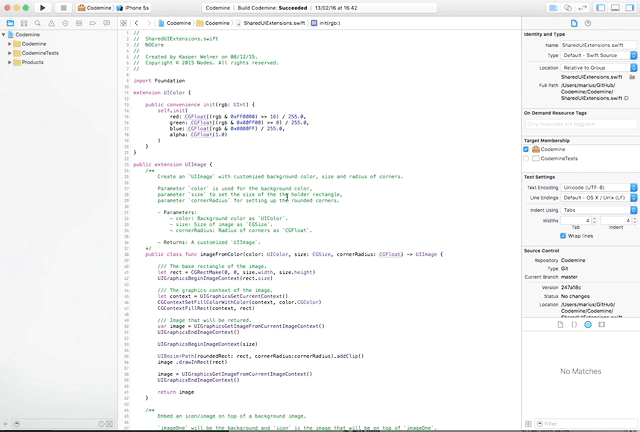 Codemine
iPhone 5s
Codemine
Build Codemine: Succeeded
13/02/16 at 16:42
Codemine
Codemine
Codemine
SharedUIExtensions.swift
init(rgb:)
Codemine
Codemine
CodemineTests
Products
//
//  SharedUIExtensions.swift
//  NOCore
//
//  Created by Kasper Welner on 08/12/15.
//  Copyright © 2015 Nodes. All rights reserved.
//
import Foundation
extension UIColor {
public convenience init(rgb: UInt) {
self.init(
red: CGFloat((rgb & 0xFF0000) >> 16) / 255.0,
green: CGFloat((rgb & 0x00FF00) >> 8) / 255.0,
blue: CGFloat(rgb & 0x0000FF) / 255.0,
alpha: CGFloat(1.0)
)
}
}
public extension UIImage {
/**
Create an `UIImage` with customized background color, size and radius of corners.
Parameter `color` is used for the background color,
parameter `size` to set the size of the the holder rectangle,
parameter `cornerRadius` for setting up the rounded corners.
- Parameters:
- color: Background color as `UIColor`.
- size: Size of image as `CGSize`.
- cornerRadius: Radius of corners as `CGFloat`.
- Returns: A customized `UIImage`.
*/
public class func imageFromColor(color: UIColor, size: CGSize, cornerRadius: CGFloat) -> UIImage {
/// The base rectangle of the image.
let rect = CGRectMake(0, 0, size.width, size.height)
UIGraphicsBeginImageContext(rect.size)
/// The graphics context of the image.
let context = UIGraphicsGetCurrentContext()
CGContextSetFillColorWithColor(context, color.CGColor)
CGContextFillRect(context, rect)
/// Image that will be retured.
var image = UIGraphicsGetImageFromCurrentImageContext()
UIGraphicsEndImageContext()
UIGraphicsBeginImageContext(size)
UIBezierPath(roundedRect: rect, cornerRadius:cornerRadius).addClip()
image .drawInRect(rect)
image = UIGraphicsGetImageFromCurrentImageContext()
UIGraphicsEndImageContext()
return image
}
/**
Embed an icon/image on top of a background image.
`imageOne` will be the background and `icon` is the image that will be on top of `imageOne`.
Identity and Type
Name SharedUIExtensions.swift
Type Default - Swift Source
Location Relative to Group
SharedUIExtensions.swift
Full Path /Users/marius/GitHub/
Codemine/Codemine/
SharedUIExtensions.swift
On Demand Resource Tags
Target Membership
Codemine
CodemineTests
Text Settings
Text Encoding Unicode (UTF-8)
Line Endings Default - OS X / Unix (LF)
Indent Using Tabs
Widths 4 4
Tab Indent
Wrap lines
Source Control
Repository Codemine
Type Git
Current Branch master
Version 247a18c
Status No changes
Location /Users/marius/GitHub/
Codemine/Codemine/
SharedUIExtensions.swift
No Matches
Filter